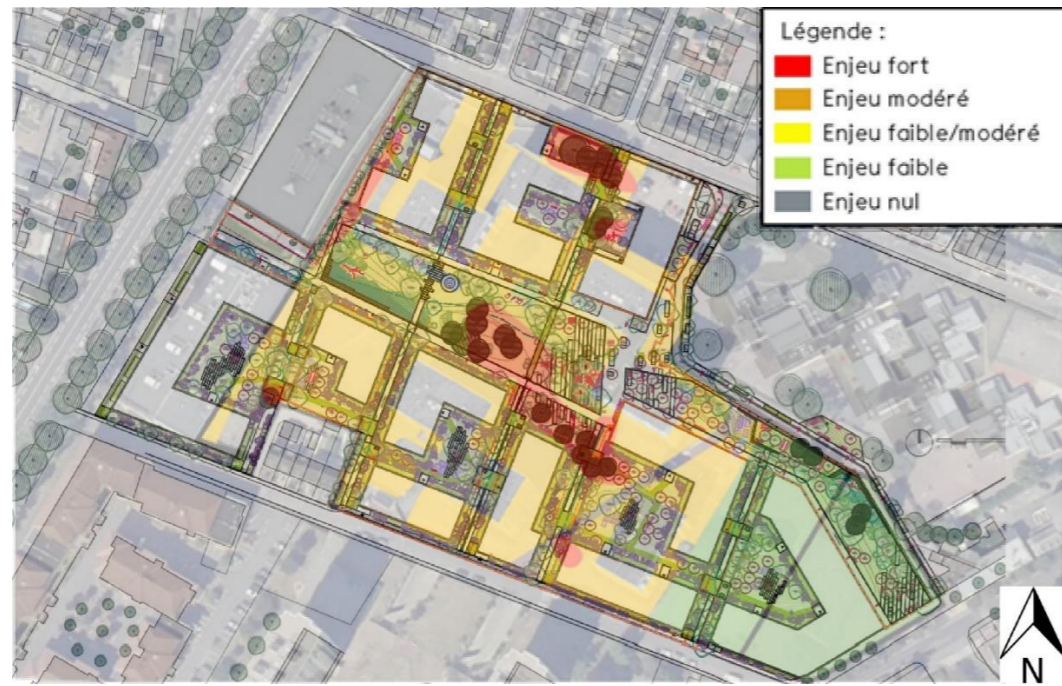 Légende :
Enjeu fort
Enjeu modéré
Enjeu faible/modéré
Enjeu faible
Enjeu nul
N